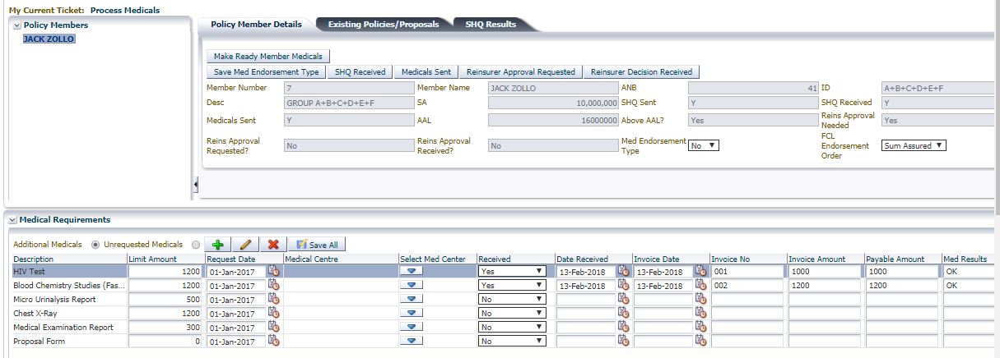 My Current Ticket: Process Medicals
Policy Members
JACK ZOLLO
Policy Member Details Existing Policies/Proposals SHQ Results
Make Ready Member Medicals
Save Med Endorsement Type SHQ Received Medicals Sent Reinsurer Approval Requested Reinsurer Decision Received
Member Number 7 Member Name JACK ZOLLO ANB 41 ID A+B+C+D+E+F
Desc GROUP A+B+C+D+E+F SA 10,000,000 SHQ Sent Y SHQ Received Y
Medicals Sent Y AAL 16000000 Above AAL? Yes Reins Approval Needed Yes
Reins Approval Requested? No Reins Approval Received? No Med Endorsement Type No FCL Endorsement Order Sum Assured
Medical Requirements
Additional Medicals Unrequested Medicals Save All
Description Limit Amount Request Date Medical Centre Select Med Center Received Date Received Invoice Date Invoice No Invoice Amount Payable Amount Med Results
HIV Test 1200 01-Jan-2017 Yes 13-Feb-2018 13-Feb-2018 001 1000 1000 OK
Blood Chemistry Studies (Fas... 1200 01-Jan-2017 Yes 13-Feb-2018 13-Feb-2018 002 1200 1200 OK
Micro Urinalysis Report 500 01-Jan-2017 No
Chest X-Ray 1200 01-Jan-2017 No
Medical Examination Report 300 01-Jan-2017 No
Proposal Form 0 01-Jan-2017 No